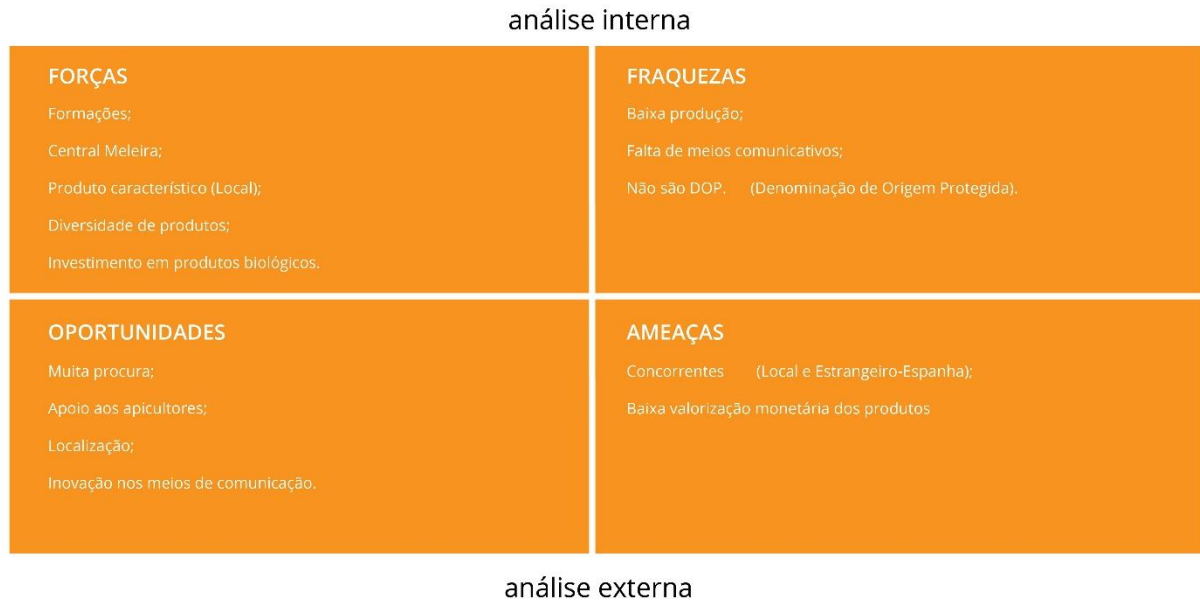 análise interna
FORÇAS
Formações;
Central Meleira;
Produto característico (Local);
Diversidade de produtos;
Investimento em produtos biológicos.
FRAQUEZAS
Baixa produção;
Falta de meios comunicativos;
Não são DOP. (Denominação de Origem Protegida).
OPORTUNIDADES
Muita procura;
Apoio aos apicultores;
Localização;
Inovação nos meios de comunicação.
AMEAÇAS
Concorrentes (Local e Estrangeiro-Espanha);
Baixa valorização monetária dos produtos
análise externa